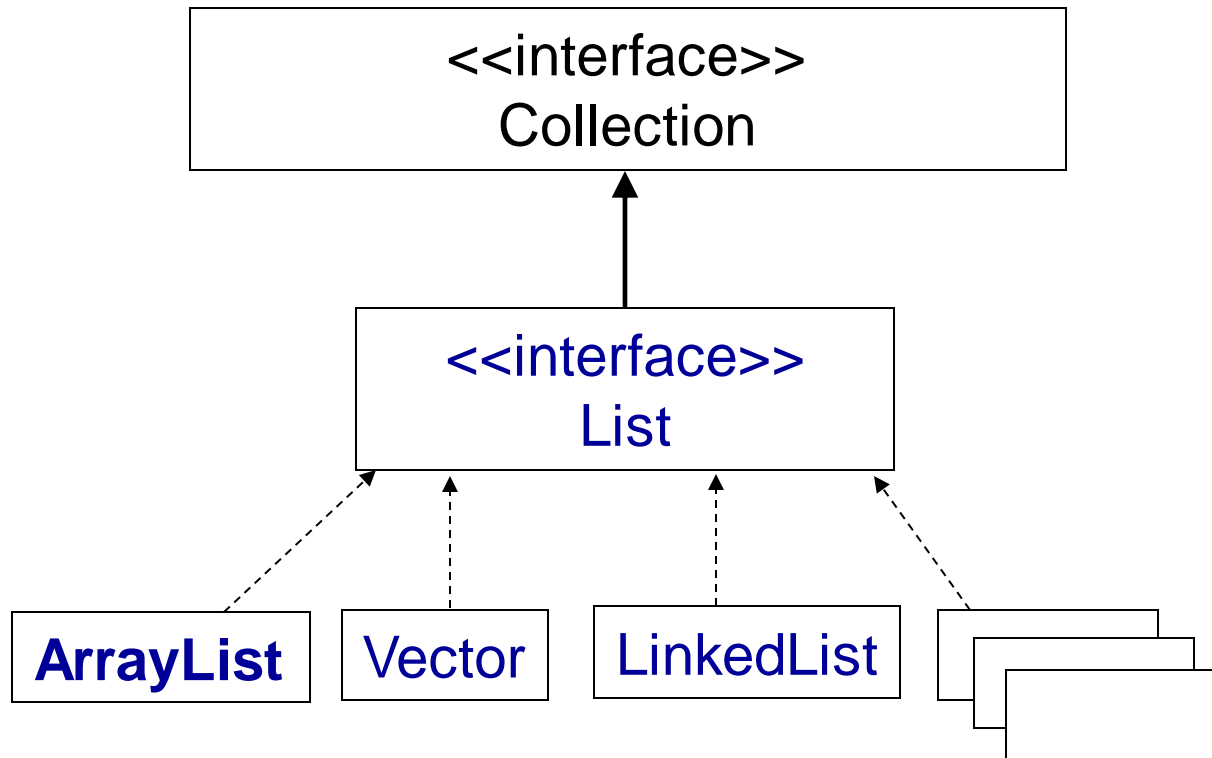 <<interface>>
Collection
<<interface>>
List
ArrayList
Vector
LinkedList